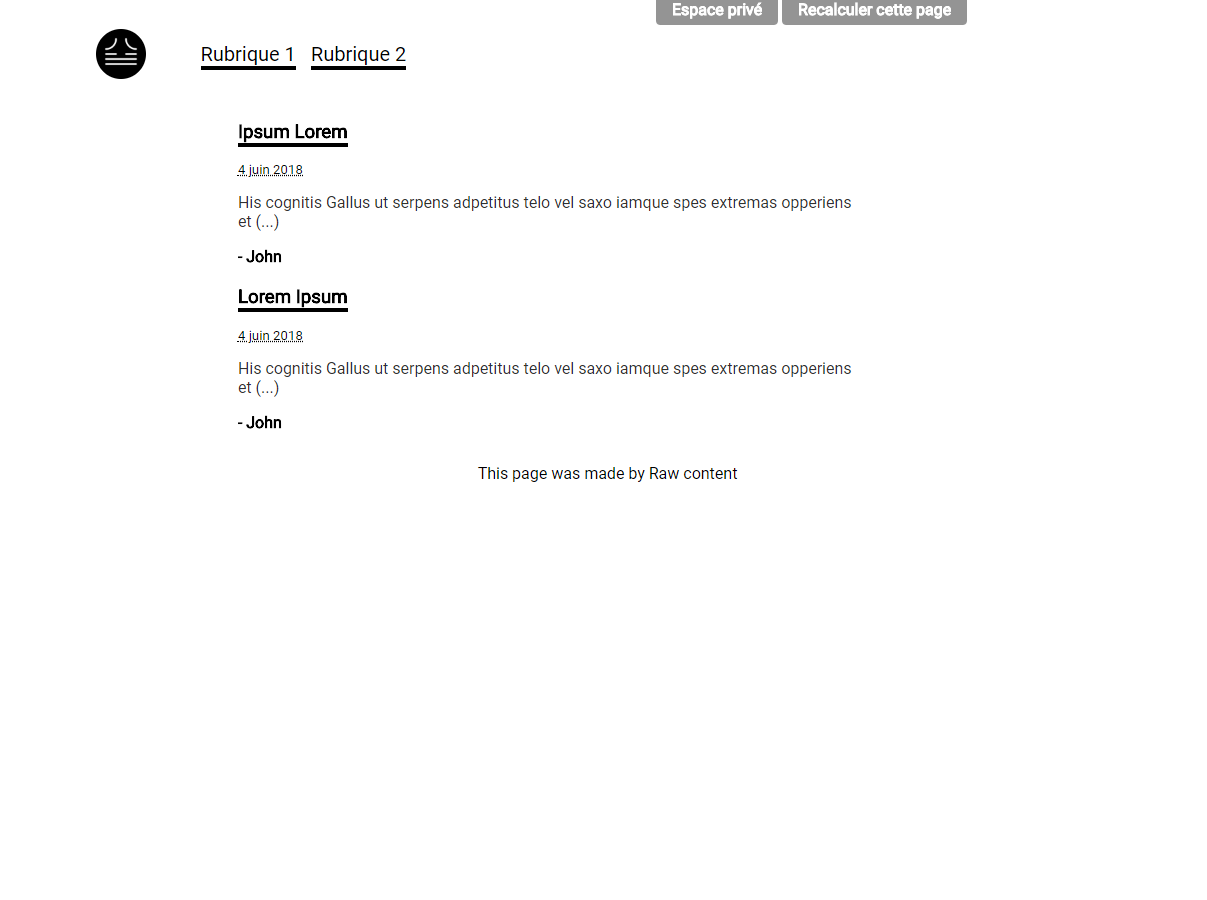 Espace privé Recalculer cette page
Rubrique 1 Rubrique 2
Ipsum Lorem
4 juin 2018
His cognitis Gallus ut serpens adpetitus telo vel saxo iamque spes extremas opperiens
et (...)
- John
Lorem Ipsum
4 juin 2018
His cognitis Gallus ut serpens adpetitus telo vel saxo iamque spes extremas opperiens
et (...)
- John
This page was made by Raw content